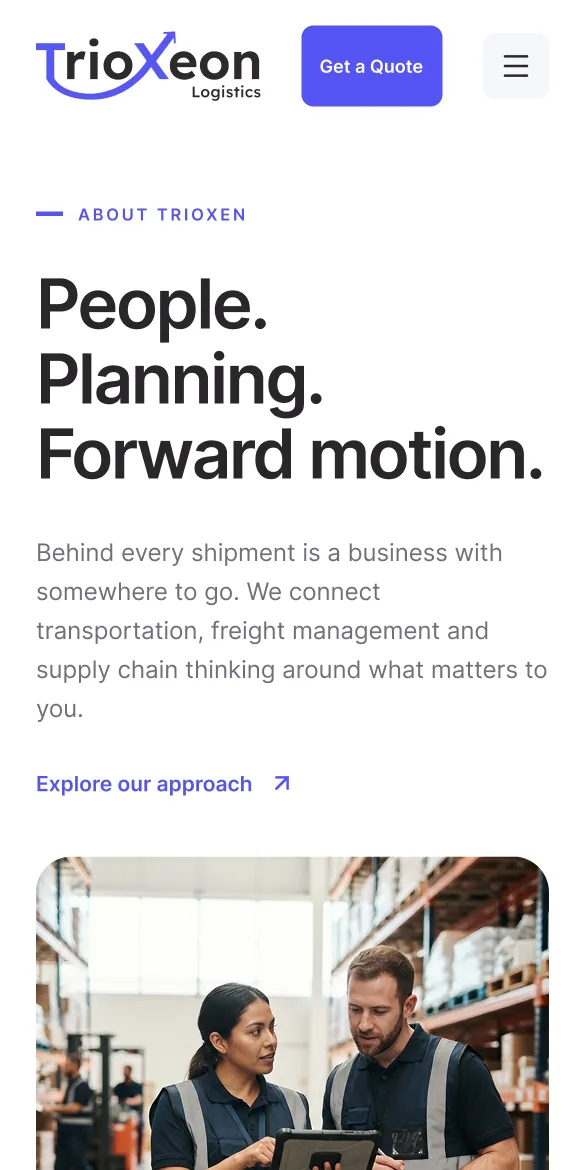 TrioXeon
Logistics
Get a Quote
ABOUT TRIOXEN
People.
Planning.
Forward motion.
Behind every shipment is a business with
somewhere to go. We connect
transportation, freight management and
supply chain thinking around what matters to
you.
Explore our approach